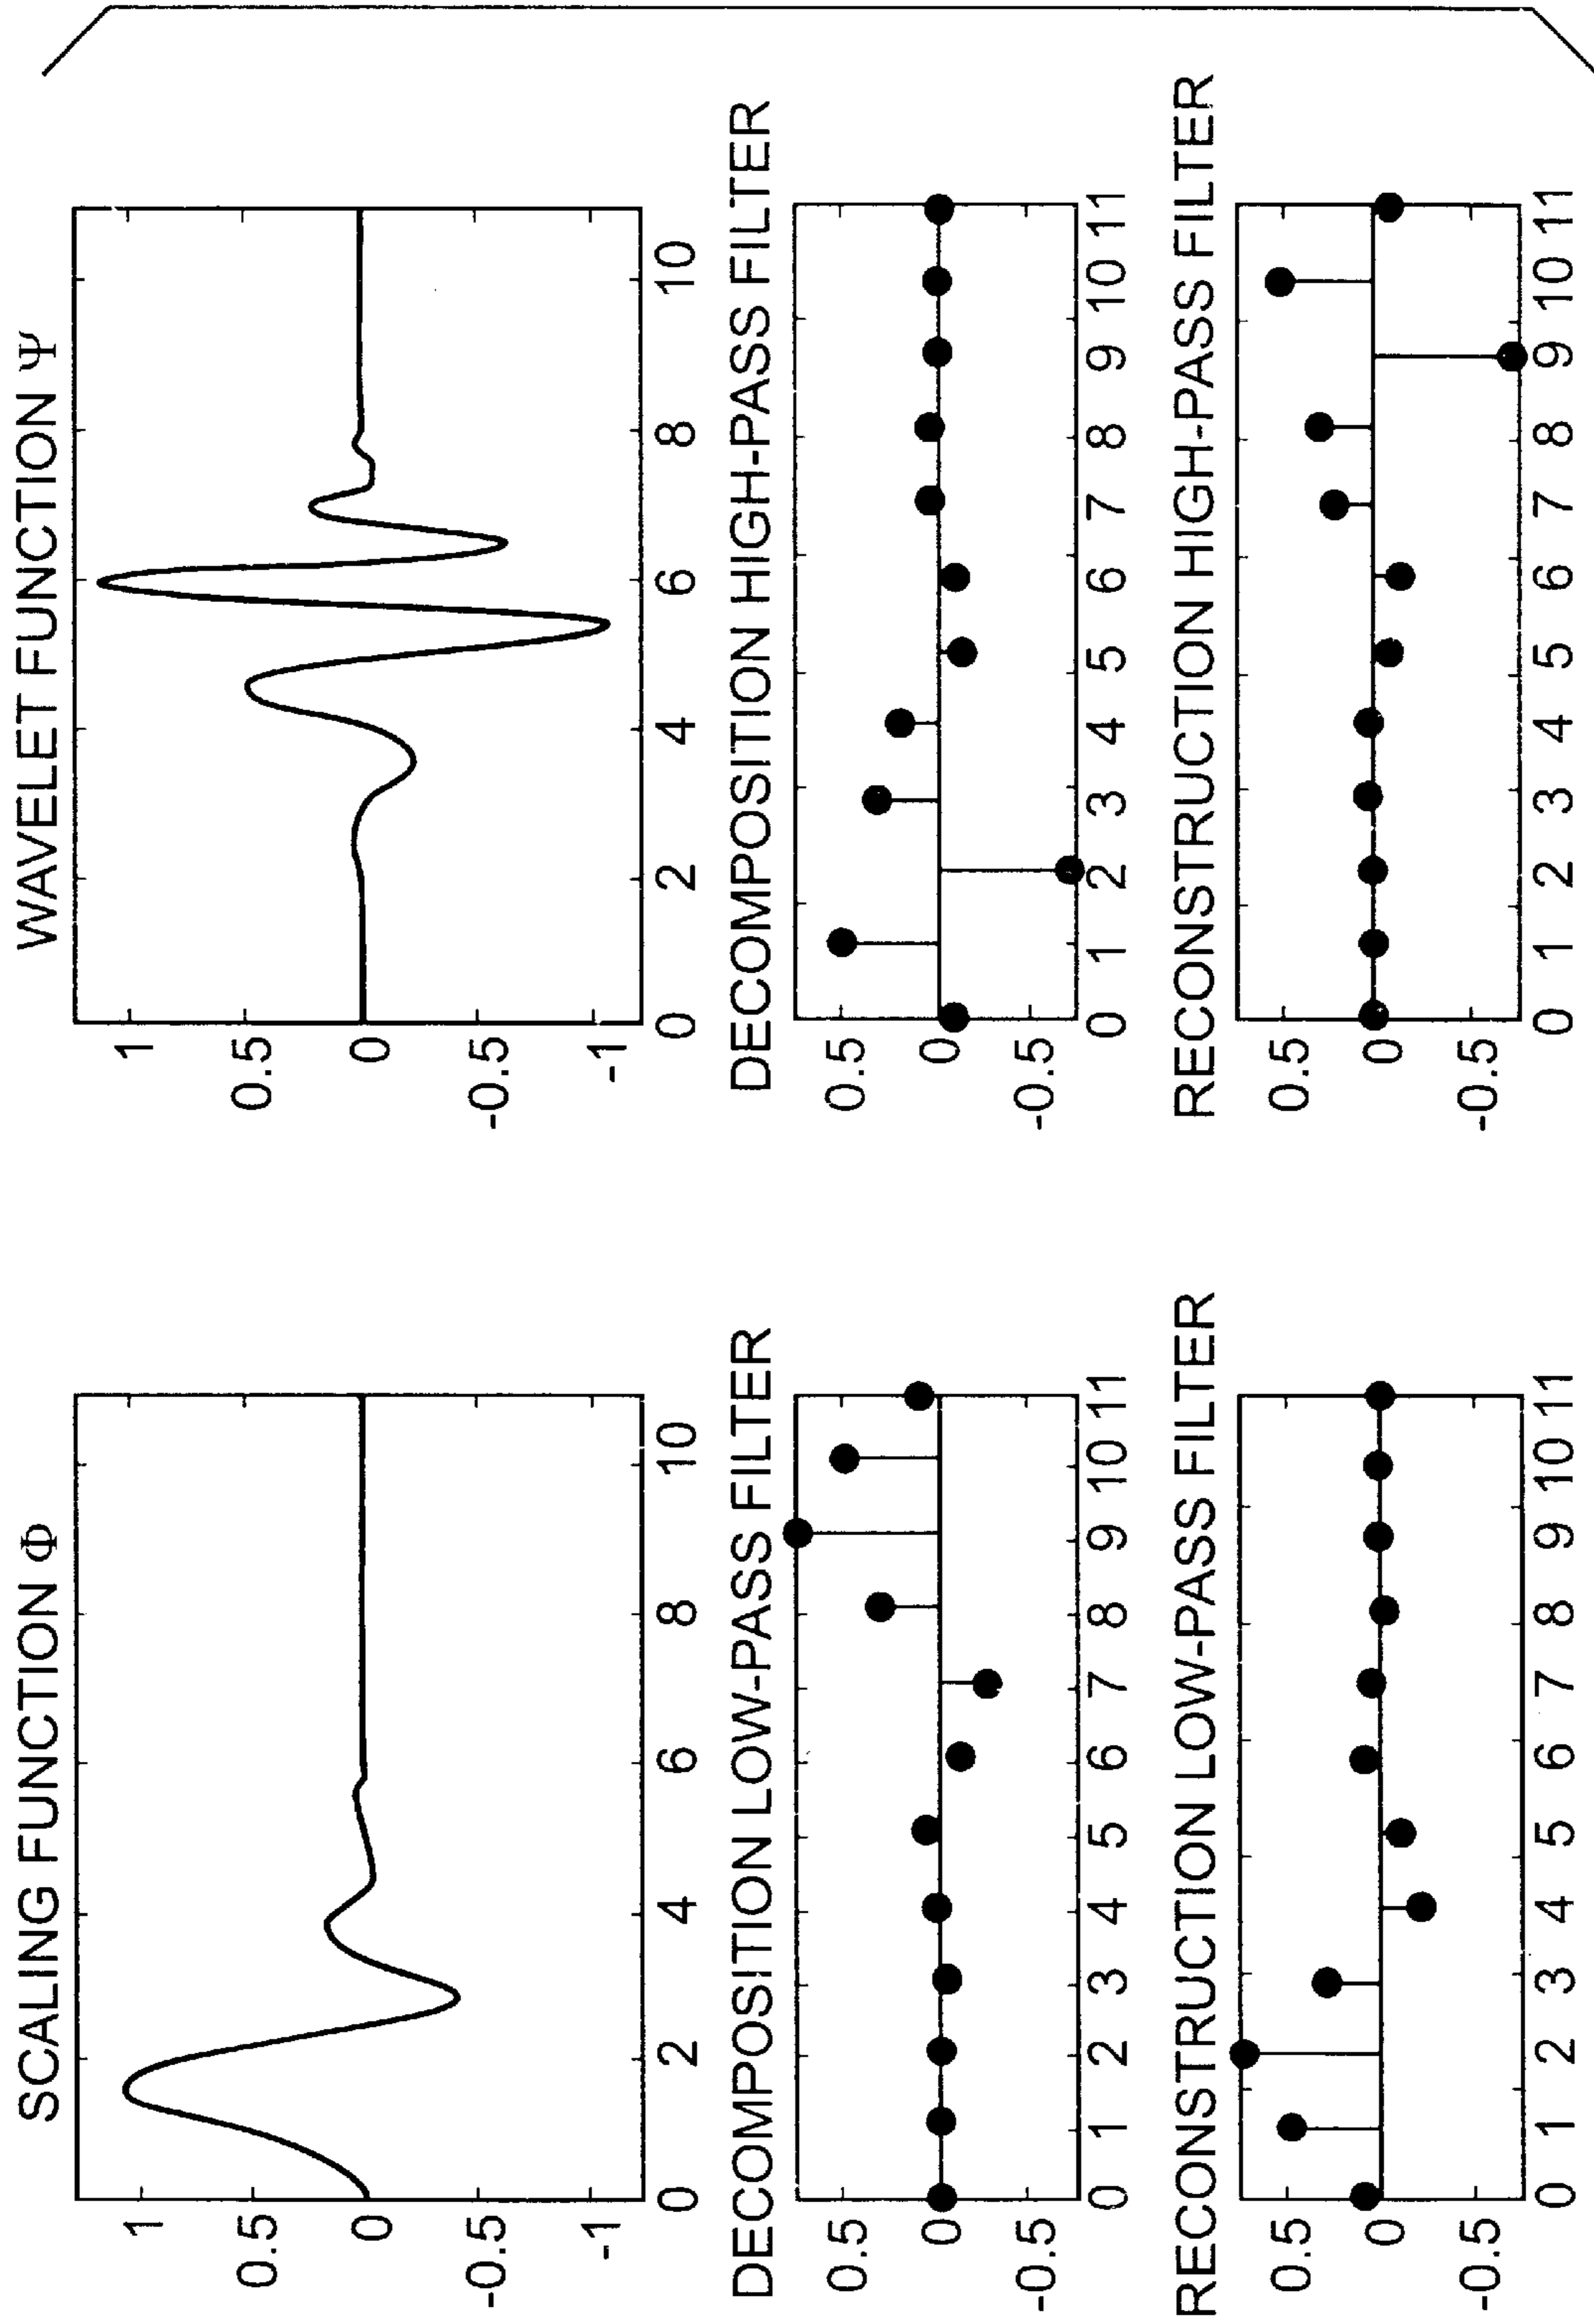 SCALING FUNCTION Φ
1
0.5
0
-0.5
-1
0 2 4 6 8 10
WAVELET FUNCTION Ψ
1
0.5
0
-0.5
-1
0 2 4 6 8 10
DECOMPOSITION LOW-PASS FILTER
0.5
0
-0.5
0 1 2 3 4 5 6 7 8 9 10 11
DECOMPOSITION HIGH-PASS FILTER
0.5
0
-0.5
0 1 2 3 4 5 6 7 8 9 10 11
RECONSTRUCTION LOW-PASS FILTER
0.5
0
-0.5
0 1 2 3 4 5 6 7 8 9 10 11
RECONSTRUCTION HIGH-PASS FILTER
0.5
0
-0.5
0 1 2 3 4 5 6 7 8 9 10 11